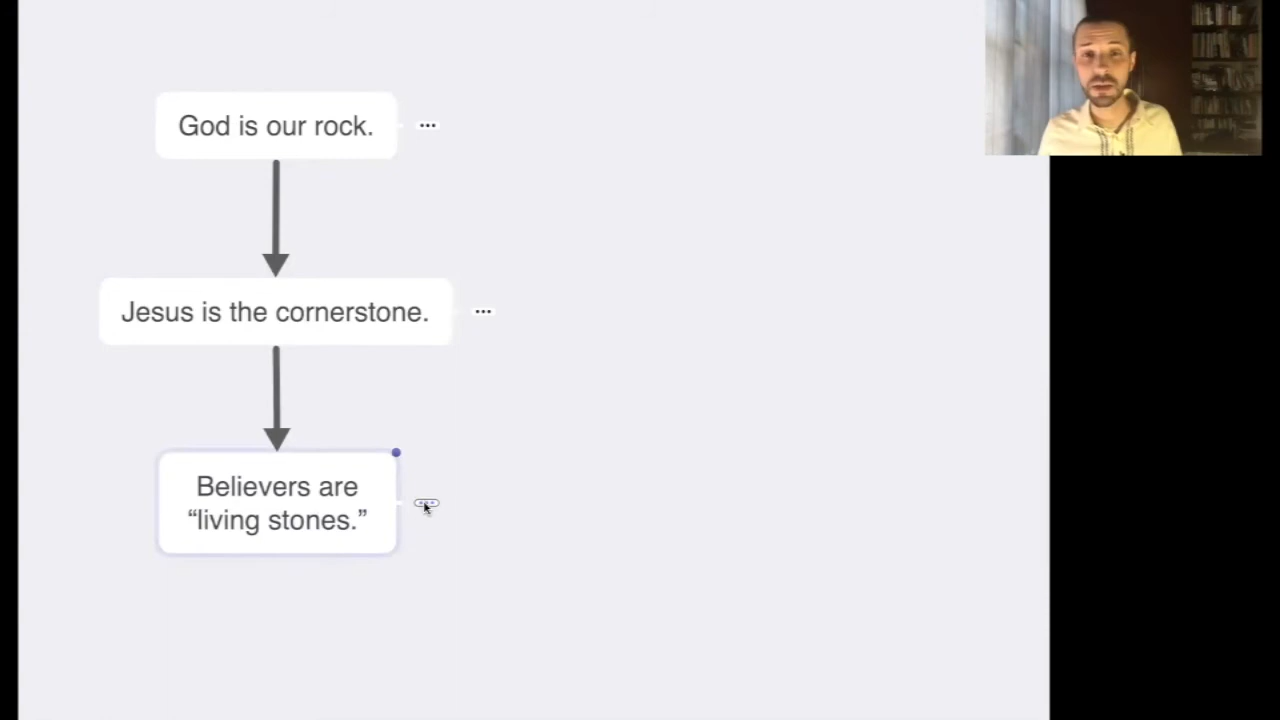 God is our rock.
Jesus is the cornerstone.
Believers are
“living stones.”